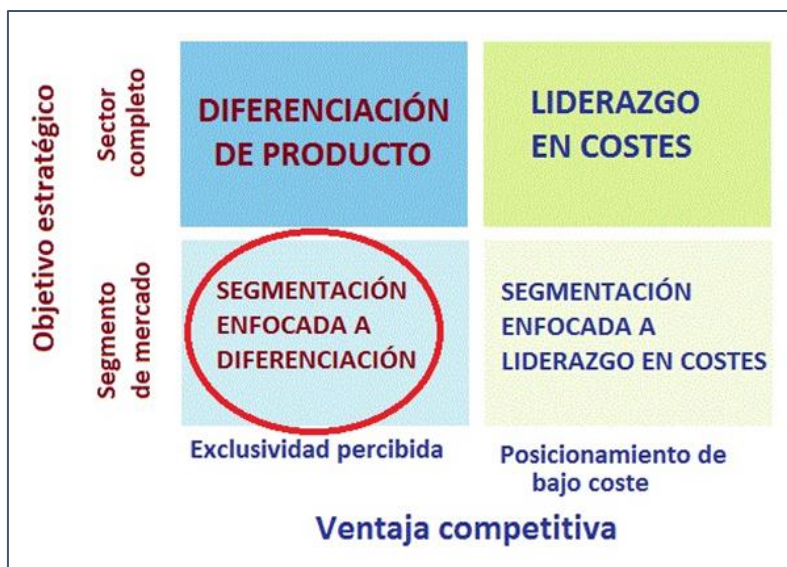 Objetivo estratégico
Sector
completo
DIFERENCIACIÓN
DE PRODUCTO
LIDERAZGO
EN COSTES
Segmento
de mercado
SEGMENTACIÓN
ENFOCADA A
DIFERENCIACIÓN
SEGMENTACIÓN
ENFOCADA A
LIDERAZGO EN COSTES
Exclusividad percibida
Posicionamiento de
bajo coste
Ventaja competitiva